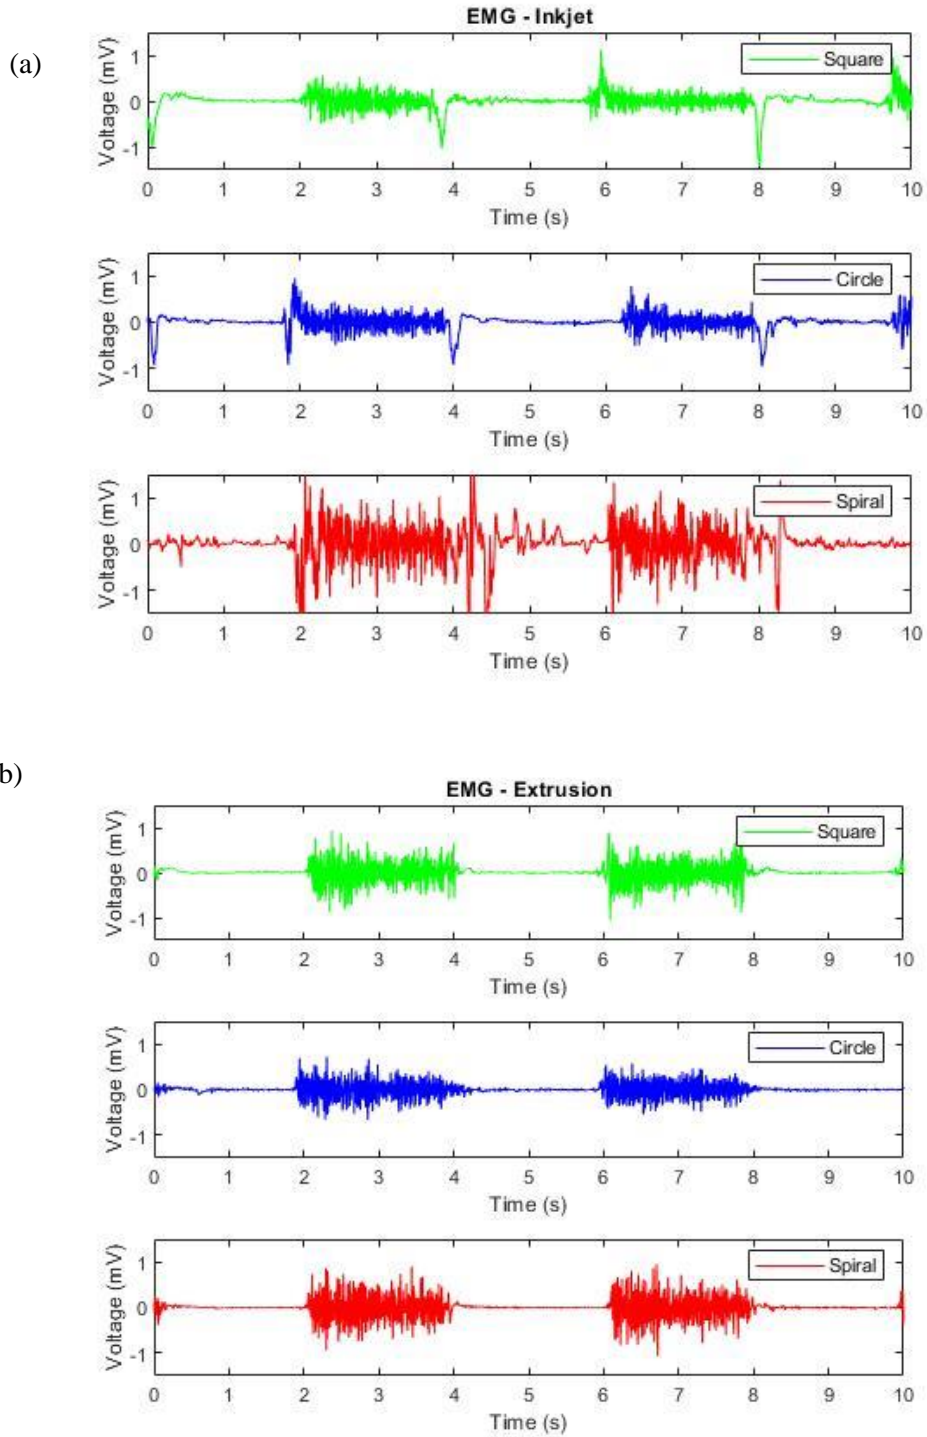 EMG - Inkjet
(a)
Square
Voltage (mV)
1
0
-1
0 1 2 3 4 5 6 7 8 9 10
Time (s)
Circle
Voltage (mV)
1
0
-1
0 1 2 3 4 5 6 7 8 9 10
Time (s)
Spiral
Voltage (mV)
1
0
-1
0 1 2 3 4 5 6 7 8 9 10
Time (s)
b)
EMG - Extrusion
Square
Voltage (mV)
1
0
-1
0 1 2 3 4 5 6 7 8 9 10
Time (s)
Circle
Voltage (mV)
1
0
-1
0 1 2 3 4 5 6 7 8 9 10
Time (s)
Spiral
Voltage (mV)
1
0
-1
0 1 2 3 4 5 6 7 8 9 10
Time (s)